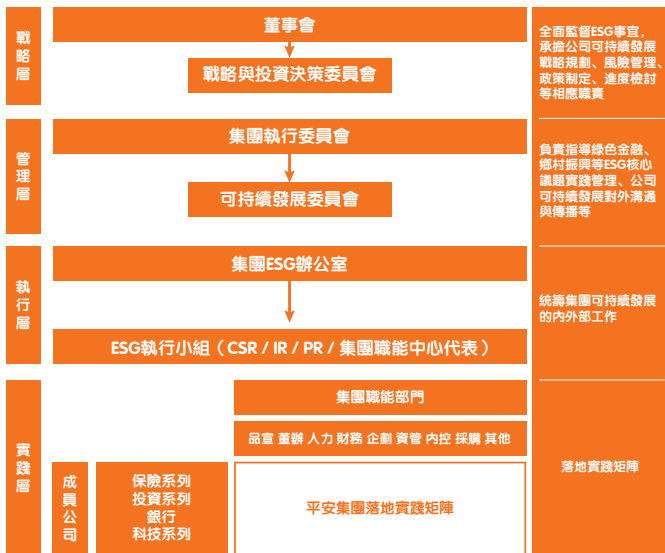 戰
略
層
董事會
戰略與投資決策委員會
全面監督ESG事宜，
承擔公司可持續發展
戰略規劃、風險管理、
政策制定、進度檢討
等相應職責
管
理
層
集團執行委員會
可持續發展委員會
負責指導綠色金融、
鄉村振興等ESG核心
議題實踐管理、公司
可持續發展對外溝通
與傳播等
執
行
層
集團ESG辦公室
ESG執行小組（CSR / IR / PR / 集團職能中心代表）
統籌集團可持續發展
的內外部工作
實
踐
層
集團職能部門
品宣 董辦 人力 財務 企劃 資管 內控 採購 其他
成
員
公
司
保險系列
投資系列
銀行
科技系列
平安集團落地實踐矩陣
落地實踐矩陣